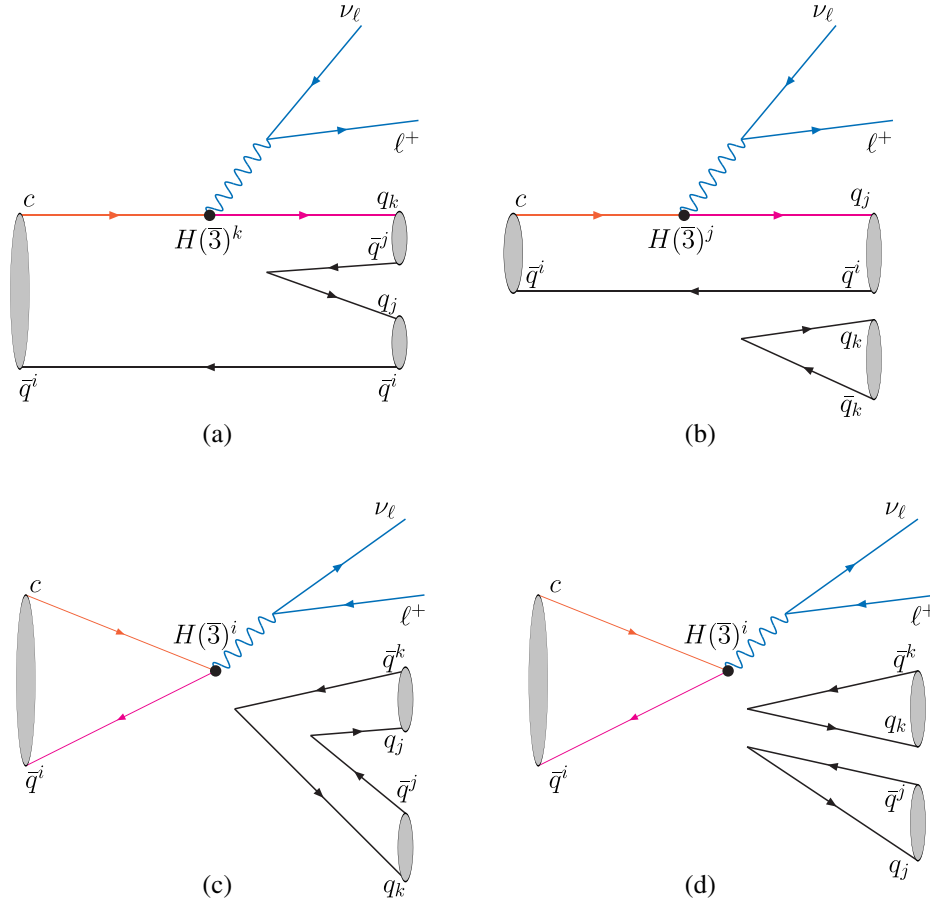 ν_ℓ
ℓ⁺
c
q_k
H(3̅)^k
q̅^j
q_j
q̅^i
q̅^i
(a)
ν_ℓ
ℓ⁺
c
q_j
H(3̅)^j
q̅^i
q̅^i
q_k
q̅_k
(b)
ν_ℓ
ℓ⁺
c
H(3̅)^i
q̅^k
q_j
q̅^i
q̅^j
q_k
(c)
ν_ℓ
ℓ⁺
c
H(3̅)^i
q̅^k
q_k
q̅^i
q̅^j
q_j
(d)